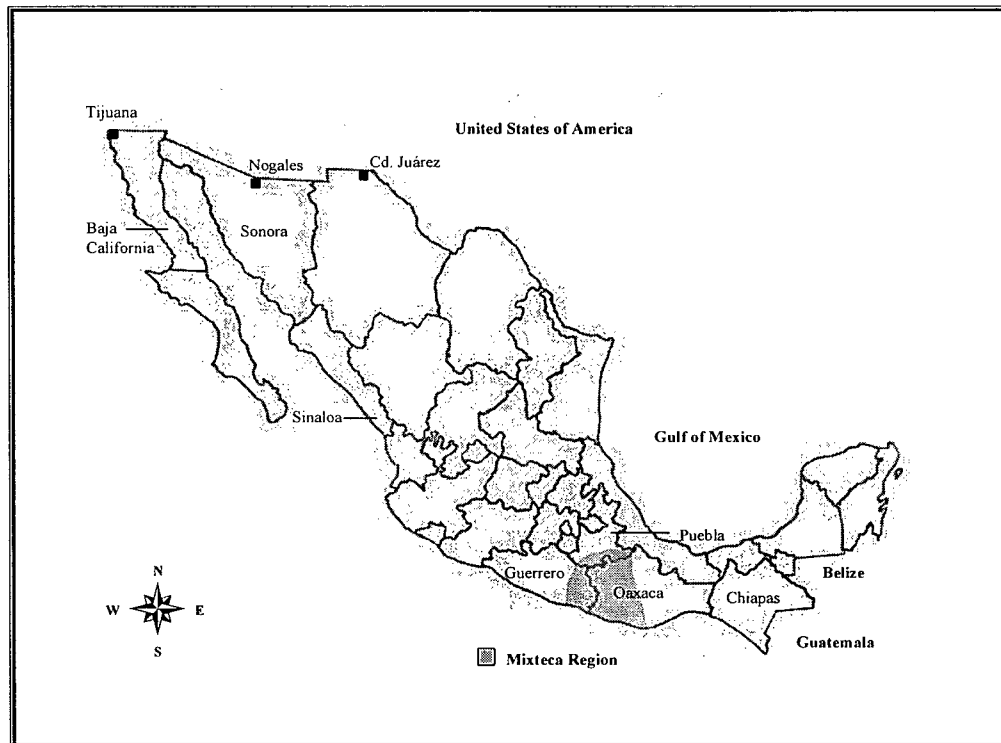 Tijuana
United States of America
Nogales
Cd. Juárez
Baja
California
Sonora
Sinaloa
Gulf of Mexico
Puebla
Guerrero
Oaxaca
Belize
Chiapas
N
W
E
S
Guatemala
Mixteca Region